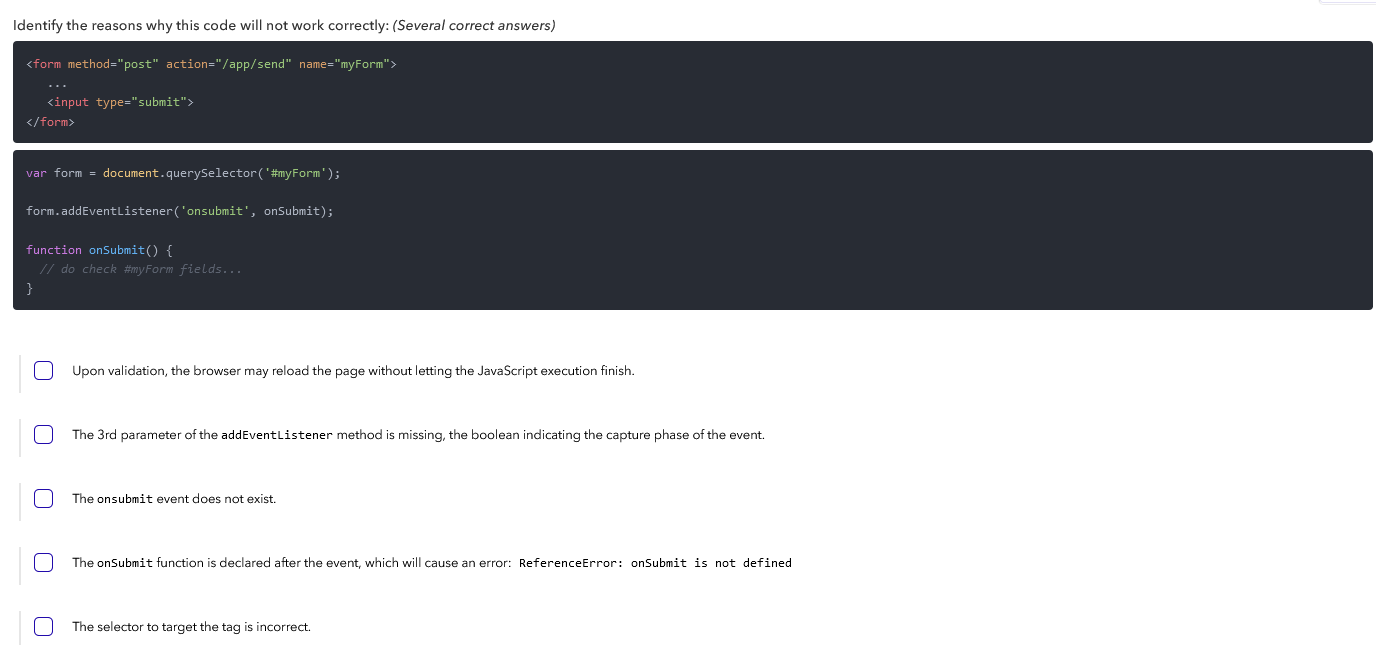 Identify the reasons why this code will not work correctly: (Several correct answers)
<form method="post" action="/app/send" name="myForm">
...
<input type="submit">
</form>
var form = document.querySelector('#myForm');
form.addEventListener('onsubmit', onSubmit);
function onSubmit() {
// do check #myForm fields...
}
Upon validation, the browser may reload the page without letting the JavaScript execution finish.
The 3rd parameter of the addEventListener method is missing, the boolean indicating the capture phase of the event.
The onsubmit event does not exist.
The onSubmit function is declared after the event, which will cause an error: ReferenceError: onSubmit is not defined
The selector to target the tag is incorrect.